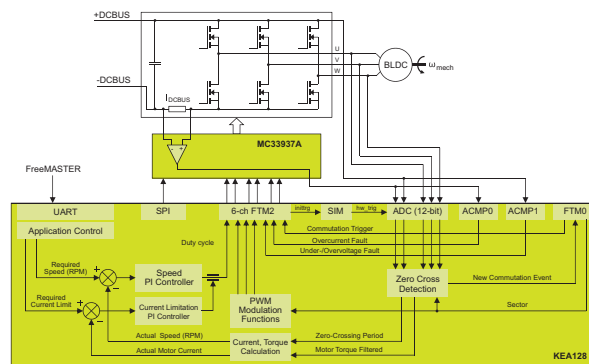 +DCBUS
U
V
W
BLDC
ωmech
-DCBUS
IDCBUS
MC33937A
FreeMASTER
UART
SPI
6-ch FTM2
inittrg
SIM
hw_trig
ADC (12-bit)
ACMP0
ACMP1
FTM0
Application Control
Commutation Trigger
Overcurrent Fault
Under-/Overvoltage Fault
Duty cycle
Required
Speed (RPM)
+
−
Speed
PI Controller
Zero Cross
Detection
New Commutation Event
Required
Current Limit
+
−
Current Limitation
PI Controller
PWM
Modulation
Functions
Sector
Actual Speed (RPM)
Zero-Crossing Period
Actual Motor Current
Current, Torque
Calculation
Motor Torque Filtered
KEA128